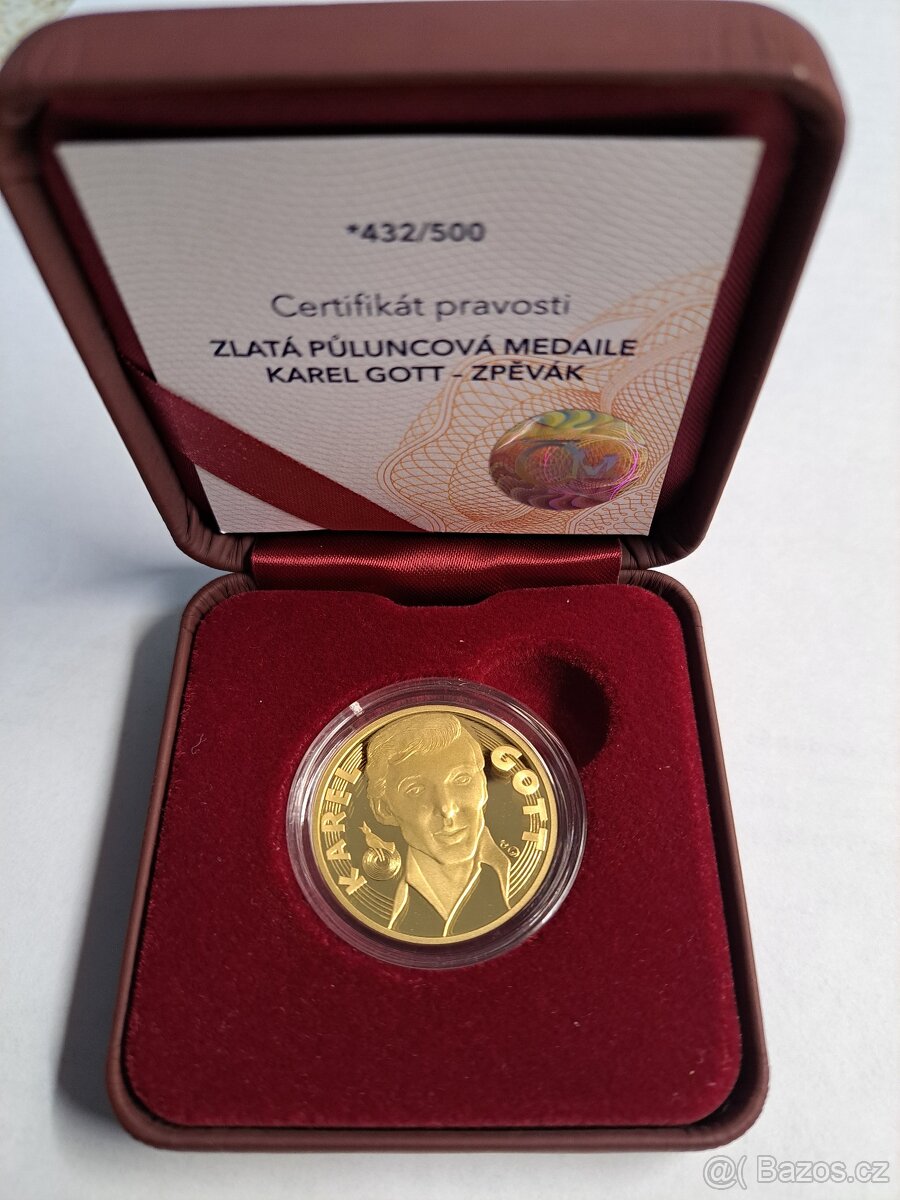 *432/500
Certifikát pravosti
ZLATÁ PŮLUNCOVÁ MEDAILE
KAREL GOTT - ZPĚVÁK
KAREL GOTT
@( Bazos.cz